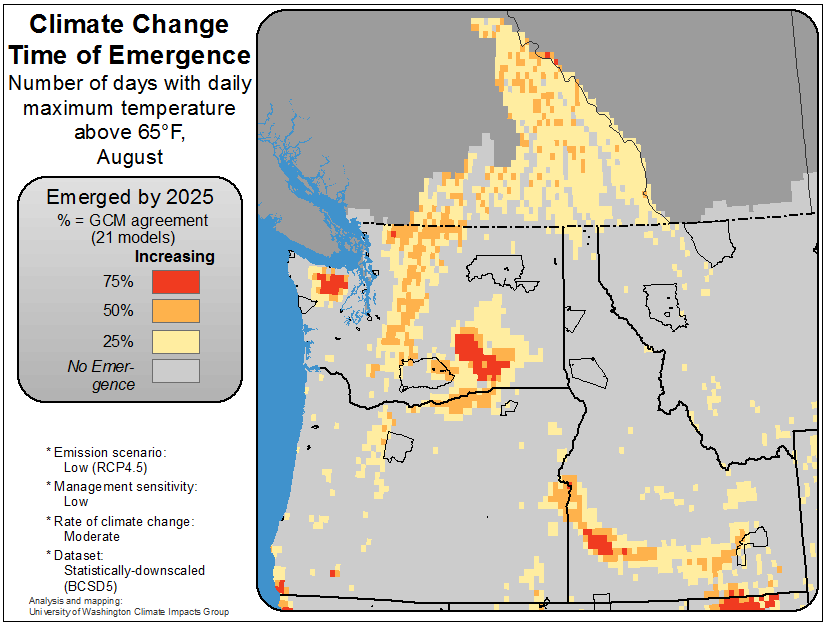 Climate Change
Time of Emergence
Number of days with daily
maximum temperature
above 65°F,
August
Emerged by 2025
% = GCM agreement
(21 models)
Increasing
75%
50%
25%
No Emer-
gence
* Emission scenario:
Low (RCP4.5)
* Management sensitivity:
Low
* Rate of climate change:
Moderate
* Dataset:
Statistically-downscaled
(BCSD5)
Analysis and mapping:
University of Washington Climate Impacts Group